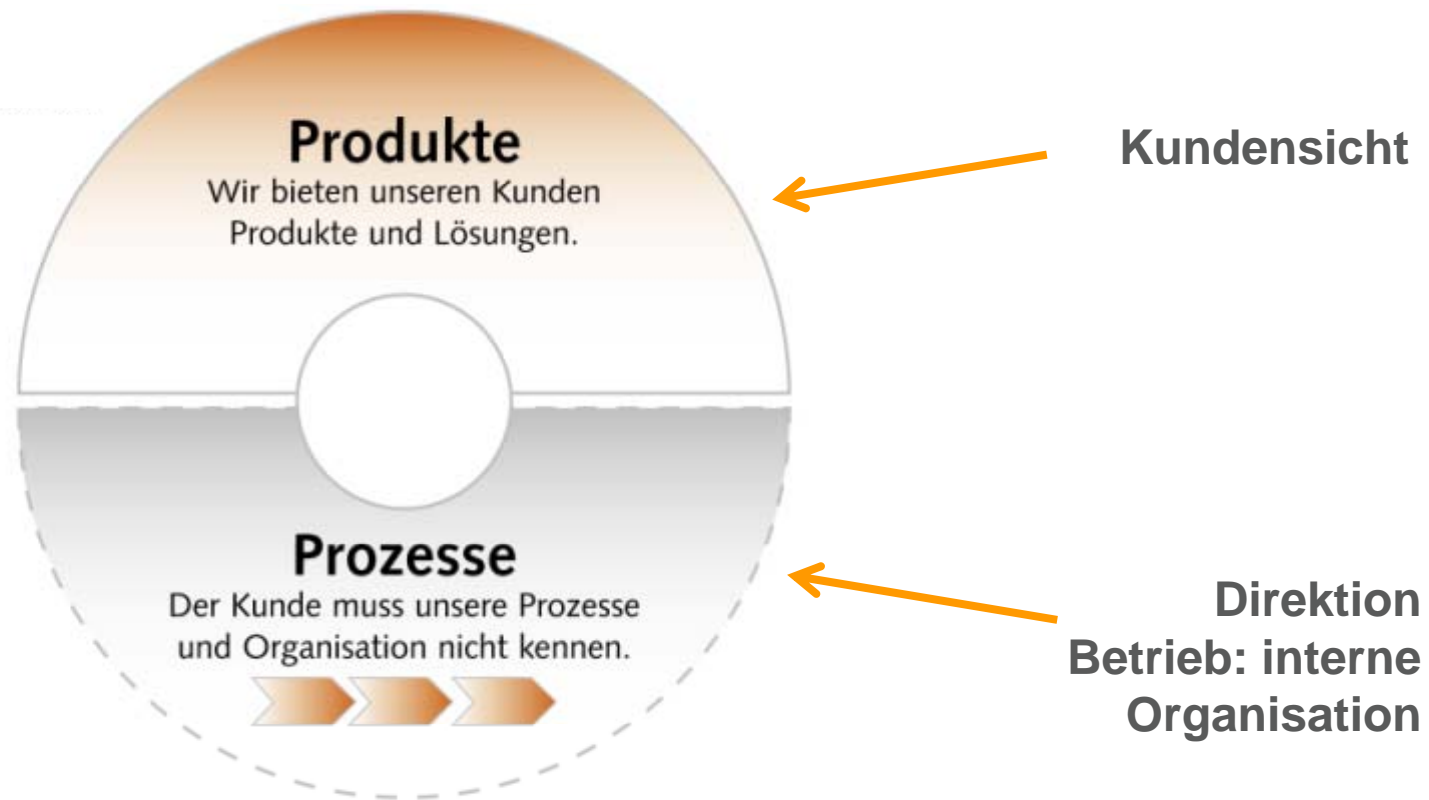 Produkte
Wir bieten unseren Kunden
Produkte und Lösungen.
Kundensicht
Prozesse
Der Kunde muss unsere Prozesse
und Organisation nicht kennen.
Direktion
Betrieb: interne
Organisation